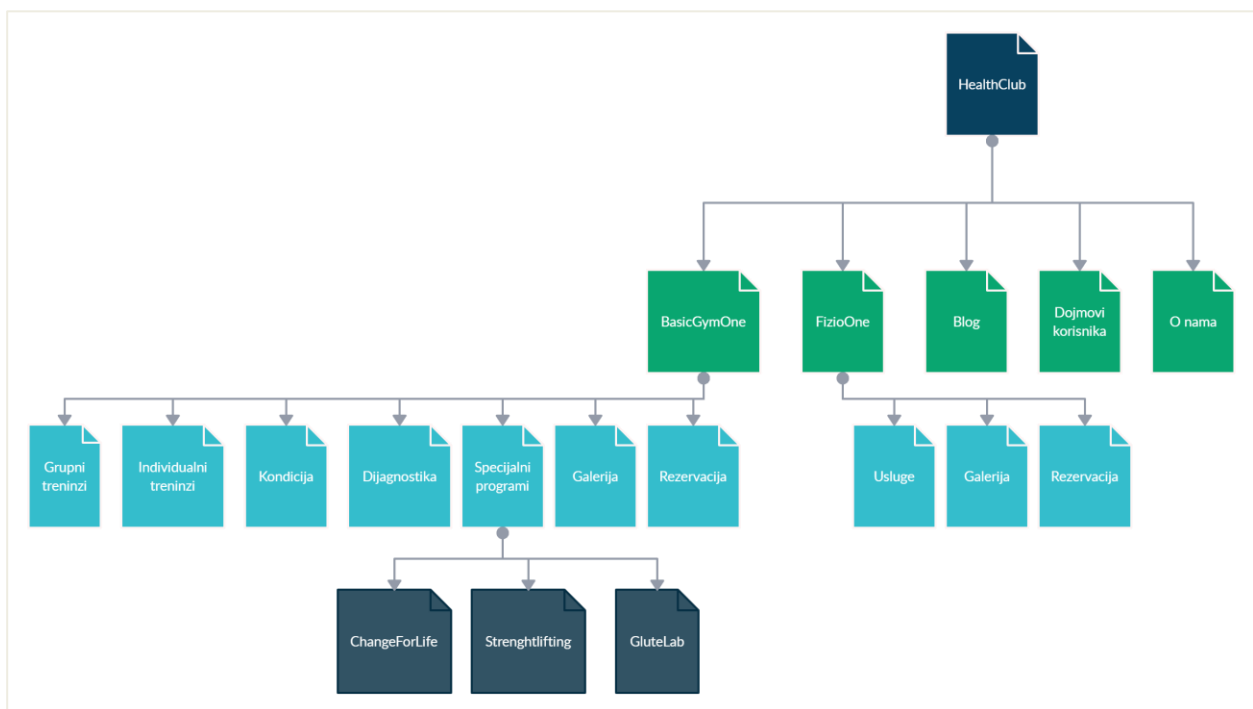 HealthClub
BasicGymOne
FizioOne
Blog
Dojmovi
korisnika
O nama
Grupni
treninzi
Individualni
treninzi
Kondicija
Dijagnostika
Specijalni
programi
Galerija
Rezervacija
Usluge
Galerija
Rezervacija
ChangeForLife
Strenghtlifting
GluteLab